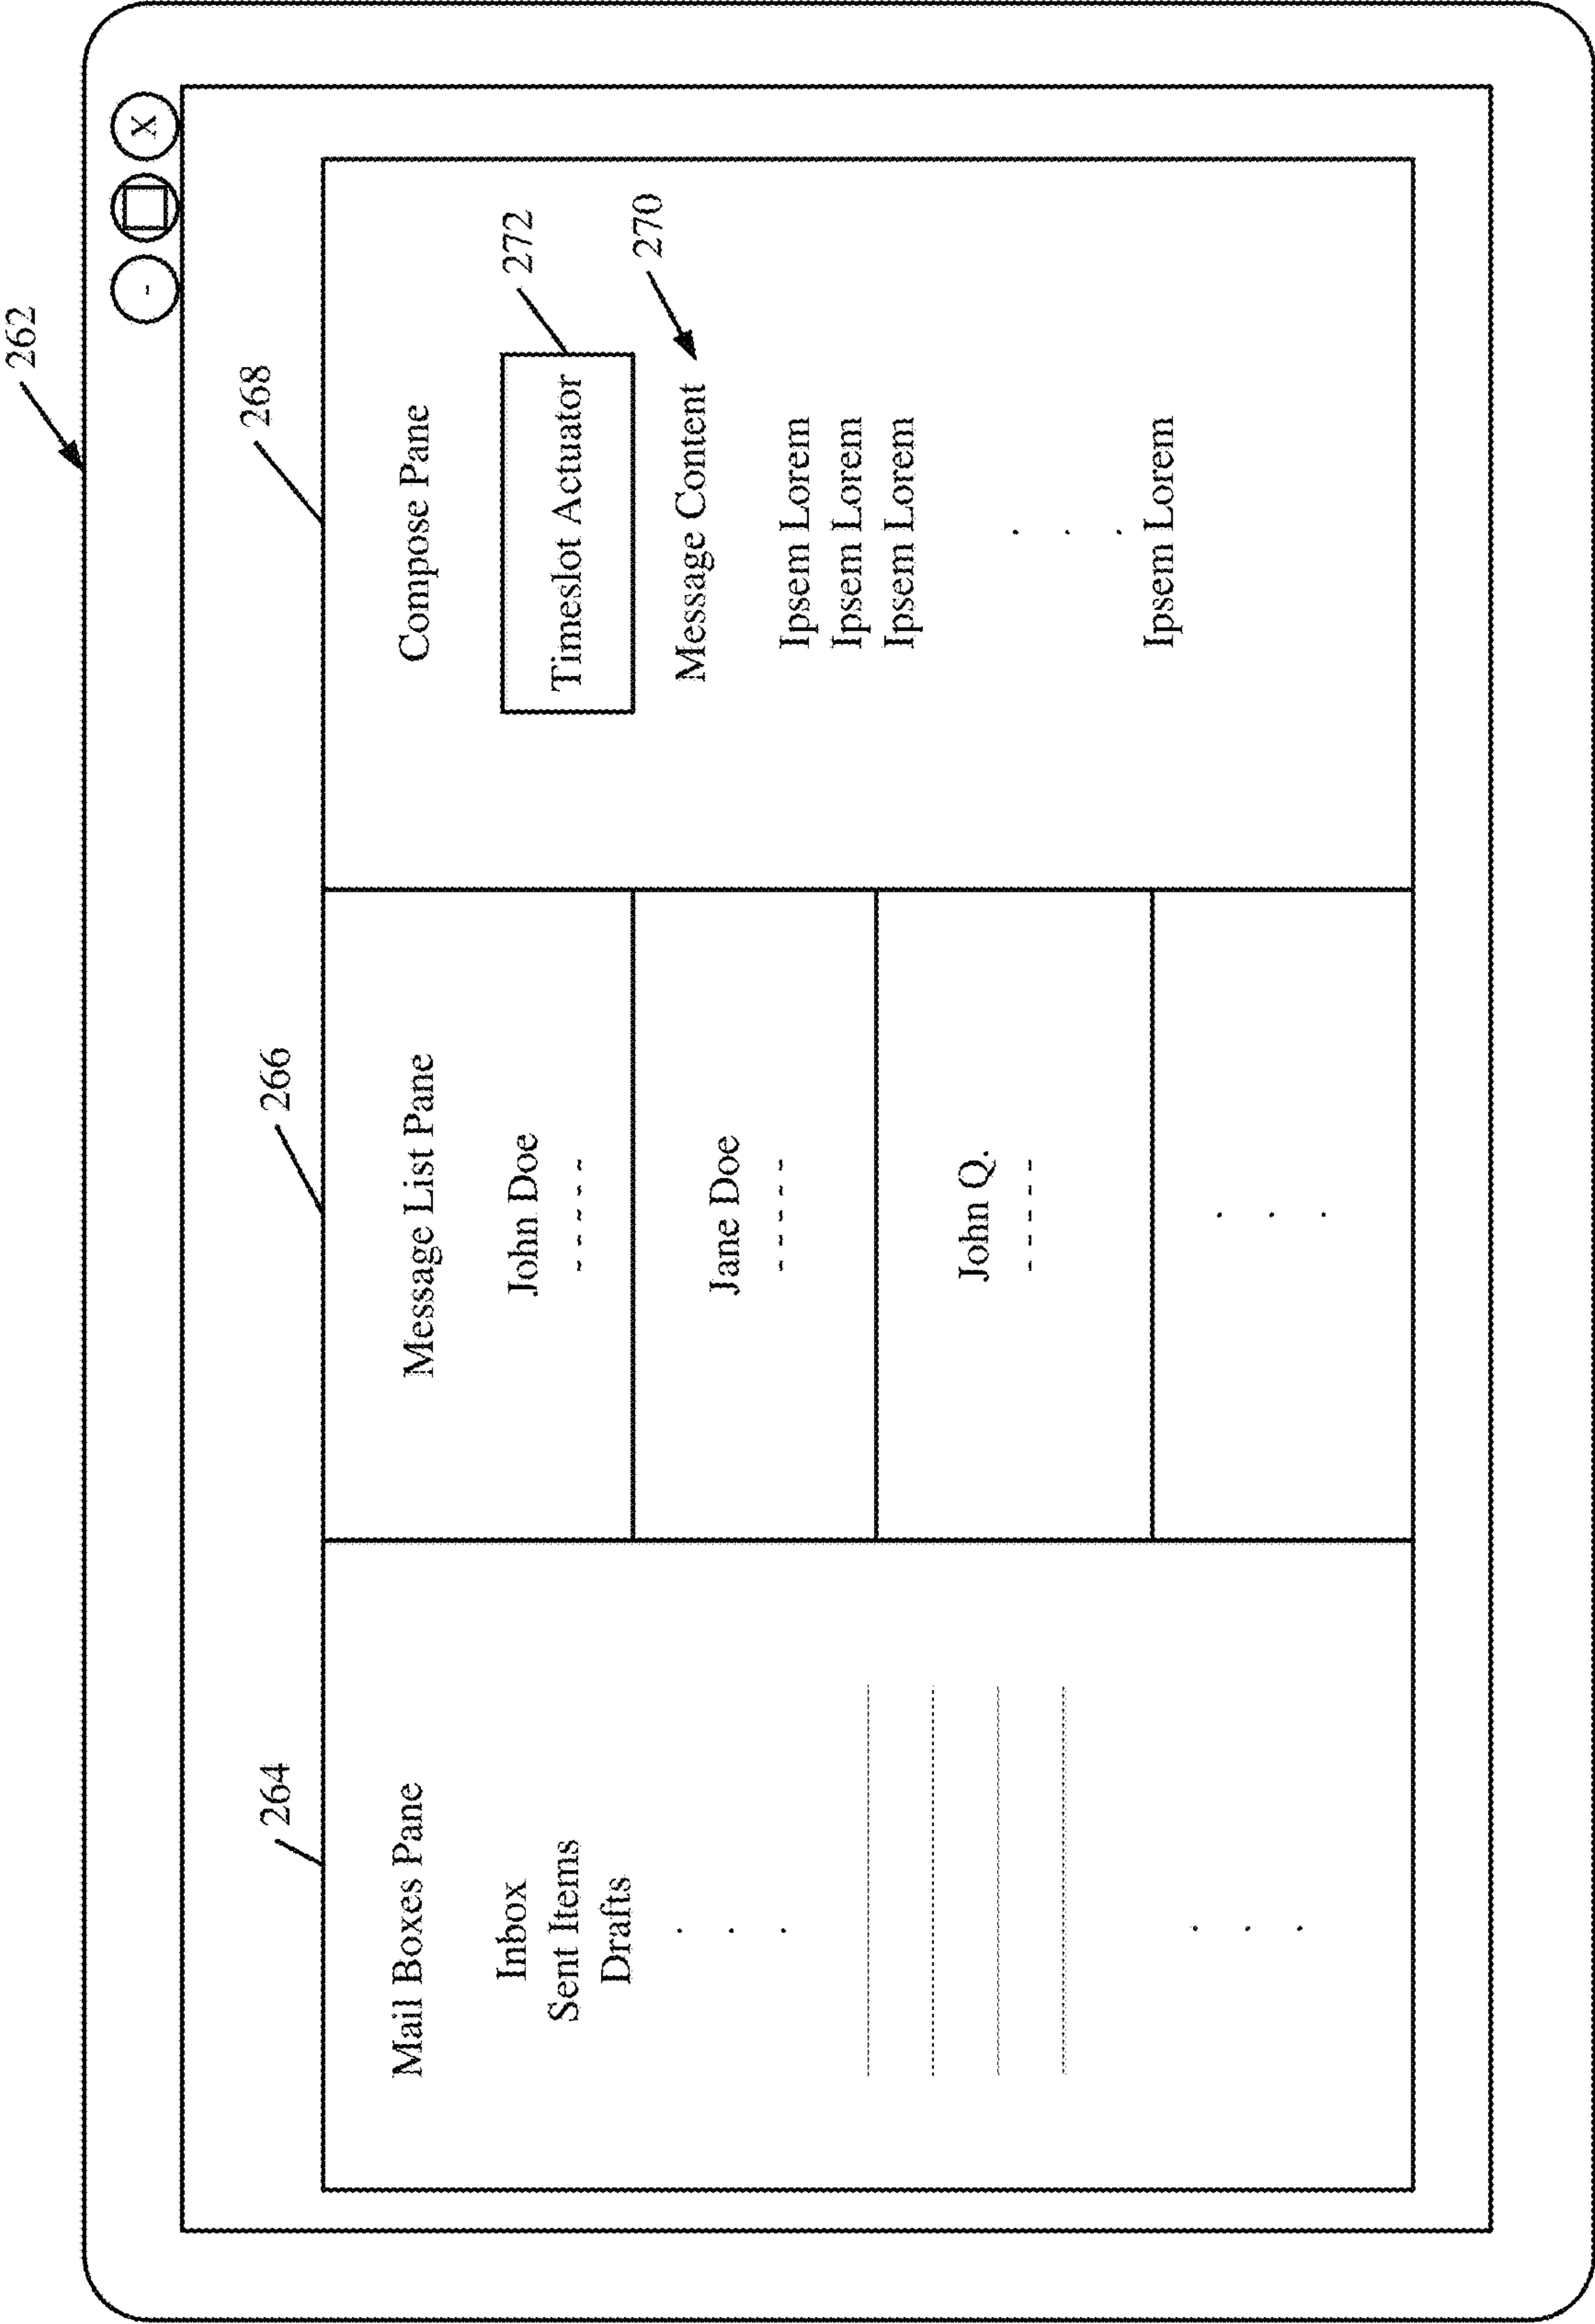 262
- □ X
264
266
268
Mail Boxes Pane
Inbox
Sent Items
Drafts
.
.
.
.
.
.
Message List Pane
John Doe
- - - - -
Jane Doe
- - - - -
John Q.
- - - - -
.
.
.
Compose Pane
272
Timeslot Actuator
270
Message Content
Ipsem Lorem
Ipsem Lorem
Ipsem Lorem
.
.
.
Ipsem Lorem